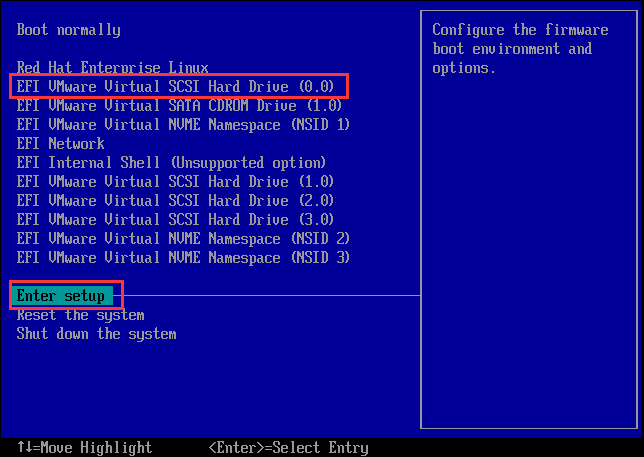 Boot normally
Configure the firmware
boot environment and
options.
Red Hat Enterprise Linux
EFI VMware Virtual SCSI Hard Drive (0.0)
EFI VMware Virtual SATA CDROM Drive (1.0)
EFI VMware Virtual NVME Namespace (NSID 1)
EFI Network
EFI Internal Shell (Unsupported option)
EFI VMware Virtual SCSI Hard Drive (1.0)
EFI VMware Virtual SCSI Hard Drive (2.0)
EFI VMware Virtual SCSI Hard Drive (3.0)
EFI VMware Virtual NVME Namespace (NSID 2)
EFI VMware Virtual NVME Namespace (NSID 3)
Enter setup
Reset the system
Shut down the system
↑↓=Move Highlight <Enter>=Select Entry